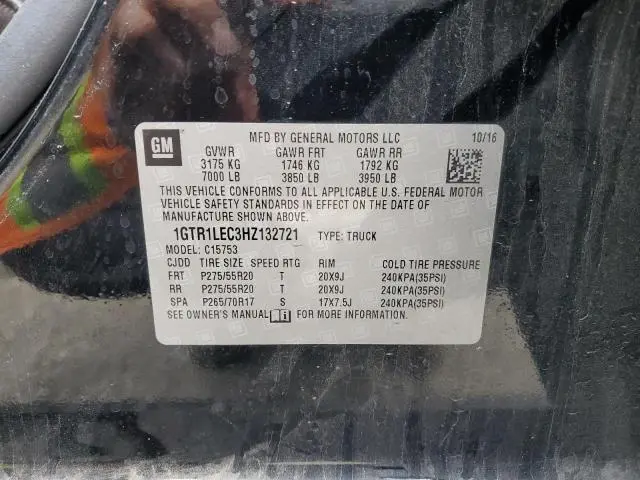 GM
MFD BY GENERAL MOTORS LLC 10/16
GVWR GAWR FRT GAWR RR
3175 KG 1746 KG 1792 KG
7000 LB 3850 LB 3950 LB
THIS VEHICLE CONFORMS TO ALL APPLICABLE U.S. FEDERAL MOTOR
VEHICLE SAFETY STANDARDS IN EFFECT ON THE DATE OF
MANUFACTURE SHOWN ABOVE.
1GTR1LEC3HZ132721 TYPE: TRUCK
MODEL: C15753
CJDD TIRE SIZE SPEED RTG RIM COLD TIRE PRESSURE
FRT P275/55R20 T 20X9J 240KPA(35PSI)
RR P275/55R20 T 20X9J 240KPA(35PSI)
SPA P265/70R17 S 17X7.5J 240KPA(35PSI)
SEE OWNER'S MANUAL FOR MORE INFORMATION.